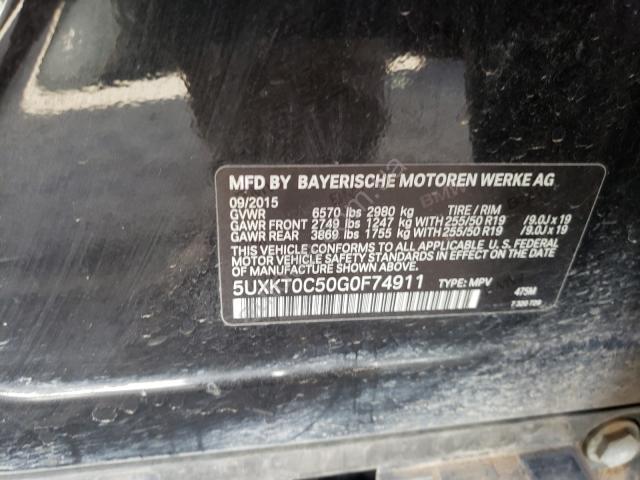 MFD BY BAYERISCHE MOTOREN WERKE AG
09/2015
GVWR 6570 lbs 2980 kg TIRE / RIM
GAWR FRONT 2749 lbs 1247 kg WITH 255/50 R19 /9.0J x 19
GAWR REAR 3869 lbs 1755 kg WITH 255/50 R19 /9.0J x 19
THIS VEHICLE CONFORMS TO ALL APPLICABLE U.S. FEDERAL
MOTOR VEHICLE SAFETY STANDARDS IN EFFECT ON THE DATE OF
MANUFACTURE SHOWN ABOVE.
5UXKT0C50G0F74911 TYPE: MPV 475M
7 320 729